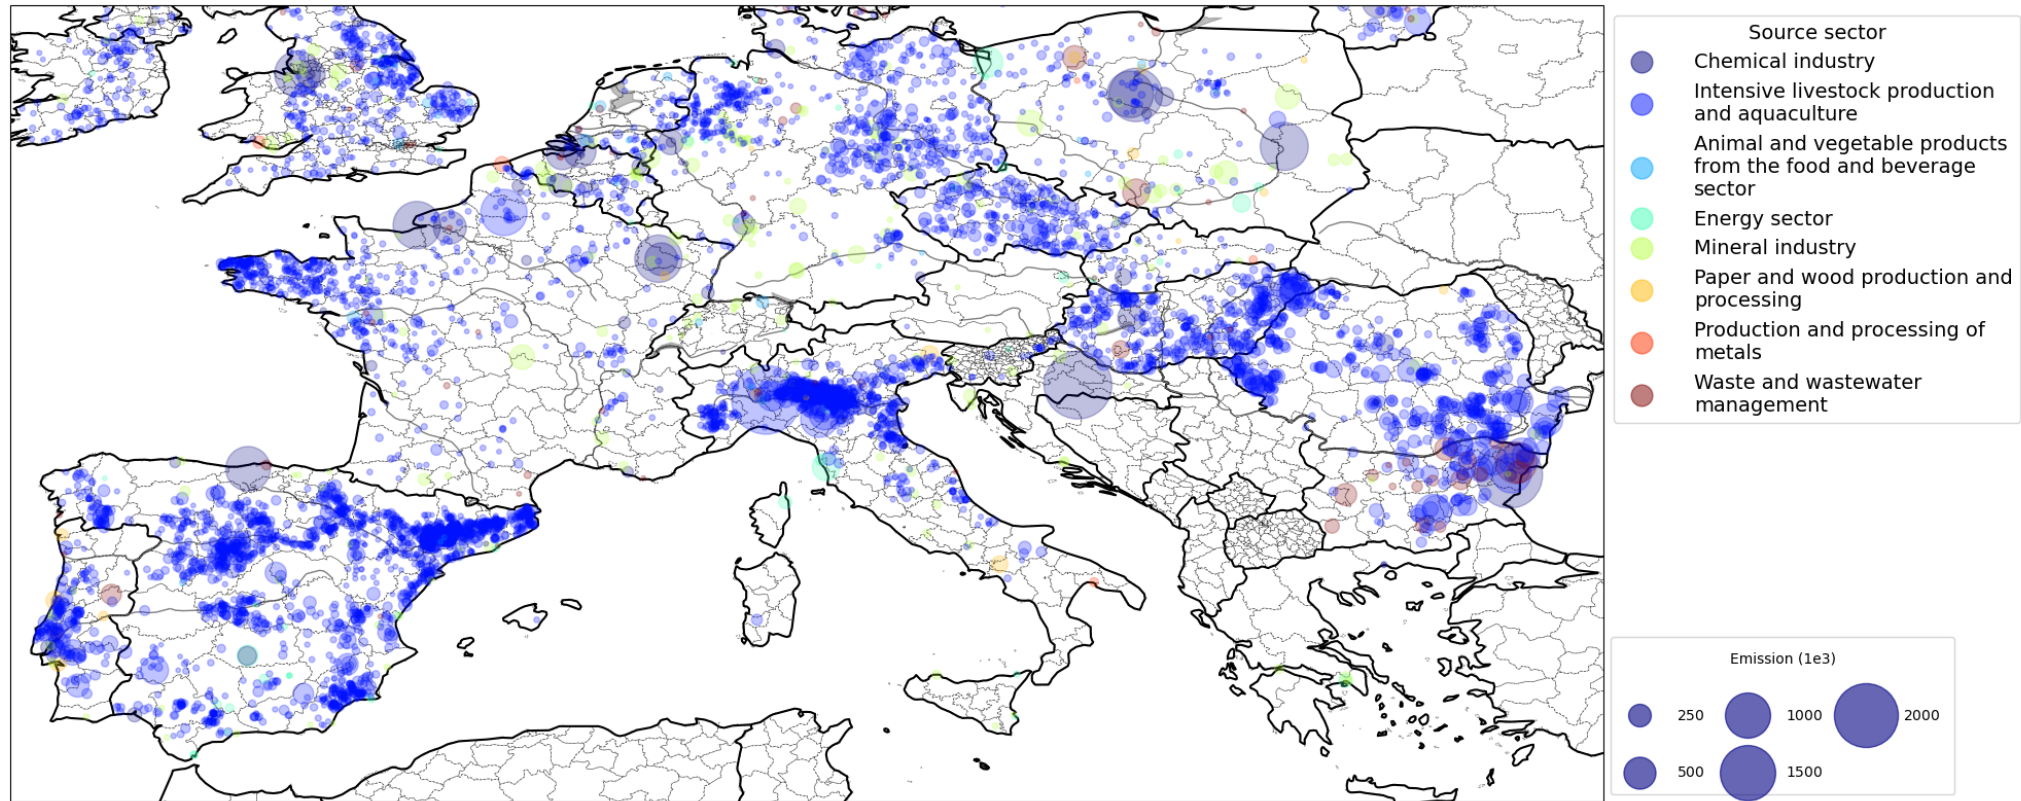 Source sector
Chemical industry
Intensive livestock production
and aquaculture
Animal and vegetable products
from the food and beverage
sector
Energy sector
Mineral industry
Paper and wood production and
processing
Production and processing of
metals
Waste and wastewater
management
Emission (1e3)
250 1000 2000
500 1500